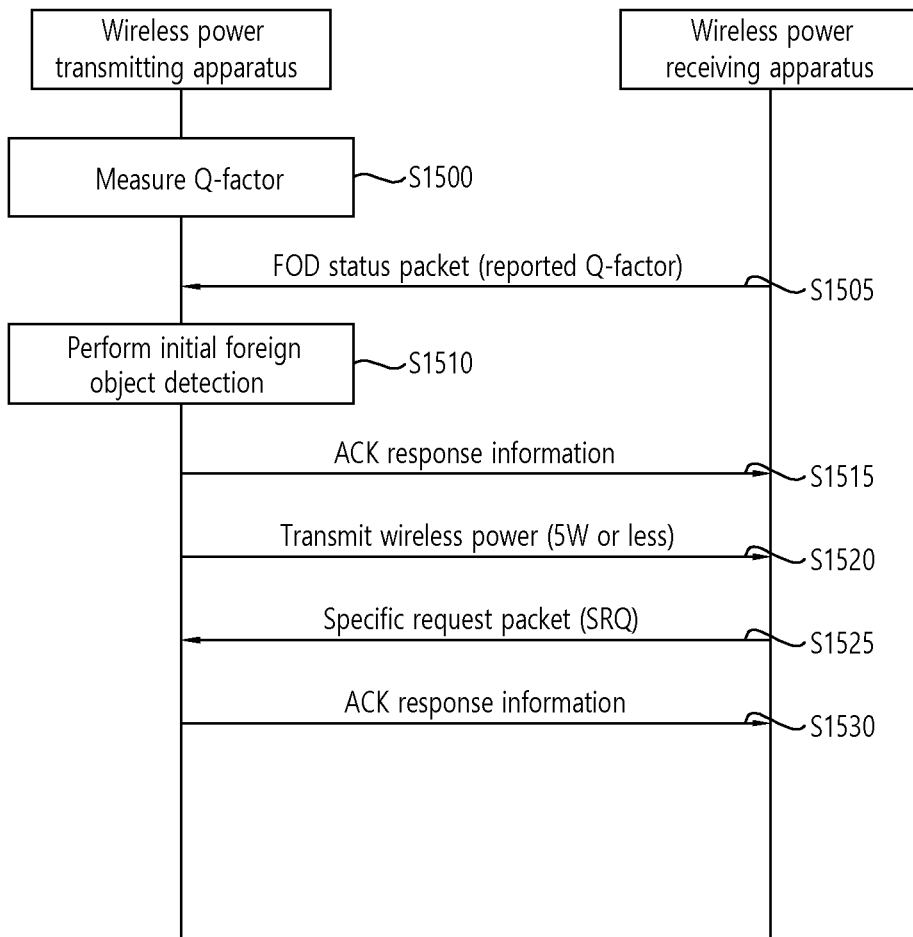 Wireless power
transmitting apparatus
Wireless power
receiving apparatus
Measure Q-factor
S1500
FOD status packet (reported Q-factor)
S1505
Perform initial foreign
object detection
S1510
ACK response information
S1515
Transmit wireless power (5W or less)
S1520
Specific request packet (SRQ)
S1525
ACK response information
S1530